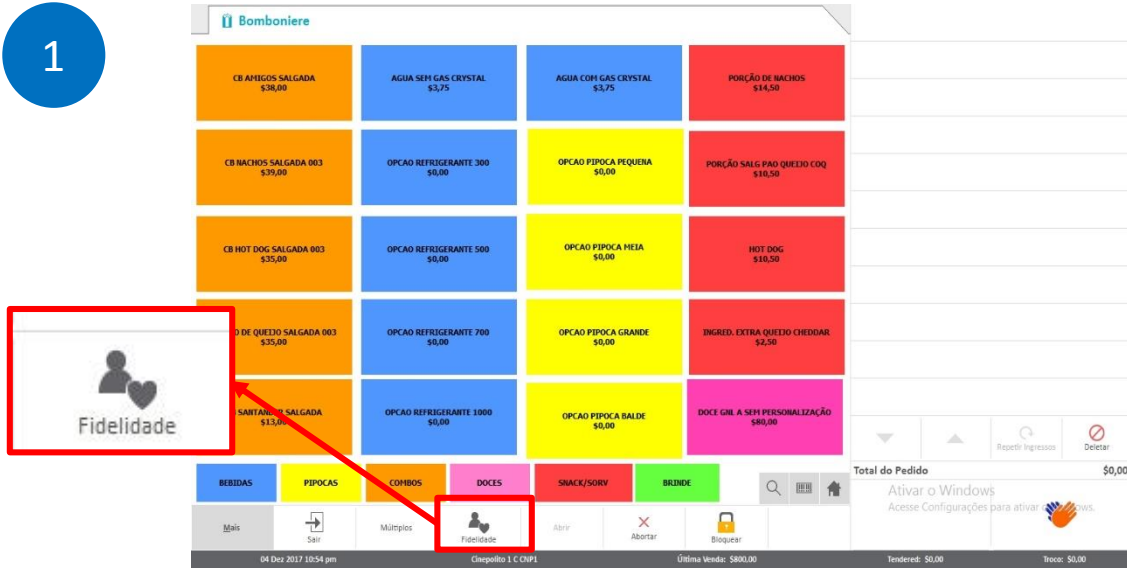 1
Bomboniere
CB AMIGOS SALGADA
$38,00
AGUA SEM GAS CRYSTAL
$3,75
AGUA COM GAS CRYSTAL
$3,75
PORÇÃO DE NACHOS
$14,50
CB NACHOS SALGADA 003
$39,00
OPCAO REFRIGERANTE 300
$0,00
OPCAO PIPOCA PEQUENA
$0,00
PORÇÃO SALG PAO QUEIJO COQ
$10,50
CB HOT DOG SALGADA 003
$35,00
OPCAO REFRIGERANTE 500
$0,00
OPCAO PIPOCA MEIA
$0,00
HOT DOG
$10,50
O DE QUEIJO SALGADA 003
$35,00
OPCAO REFRIGERANTE 700
$0,00
OPCAO PIPOCA GRANDE
$0,00
INGRED. EXTRA QUEIJO CHEDDAR
$2,50
SANTANDER SALGADA
$13,00
OPCAO REFRIGERANTE 1000
$0,00
OPCAO PIPOCA BALDE
$0,00
DOCE GNL A SEM PERSONALIZAÇÃO
$80,00
Fidelidade
Repetir Ingressos
Deletar
BEBIDAS
PIPOCAS
COMBOS
DOCES
SNACK/SORV
BRINDE
Total do Pedido
$0,00
Ativar o Windows
Acesse Configurações para ativar o Windows.
Mais
Sair
Múltiplos
Fidelidade
Abrir
Abortar
Bloquear
04 Dez 2017 10:54 pm
Cinepolito 1 C CNP1
Última Venda: $800,00
Tendered: $0,00
Troco: $0,00